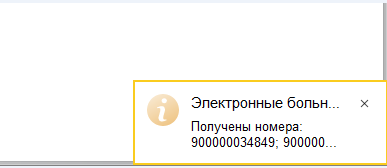 Электронные больн...
Получены номера:
900000034849; 900000...